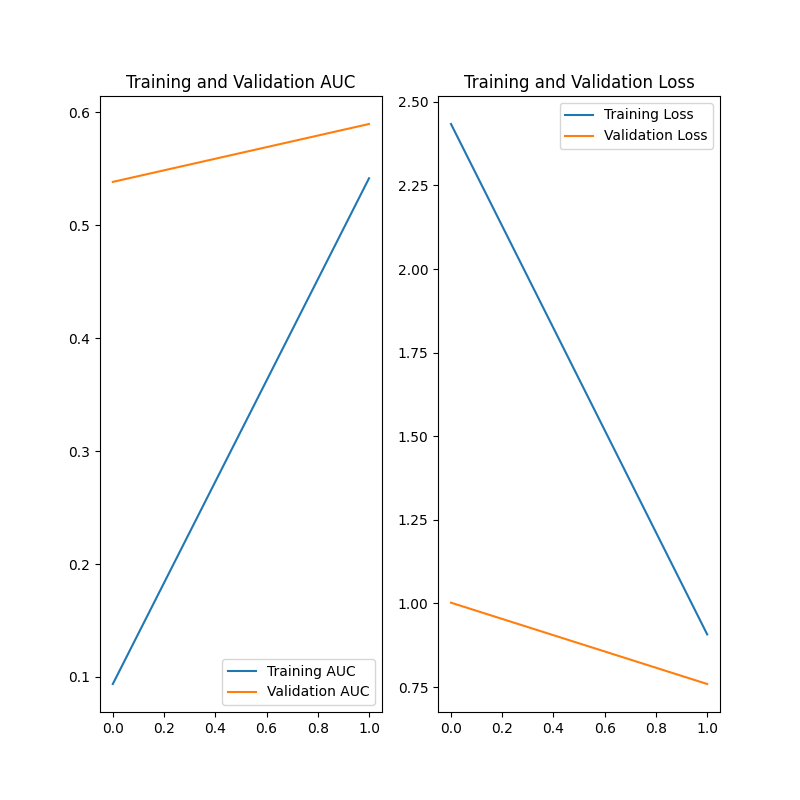 Training and Validation AUC
0.6
0.5
0.4
0.3
0.2
0.1
Training AUC
Validation AUC
0.0 0.2 0.4 0.6 0.8 1.0
Training and Validation Loss
2.50
2.25
2.00
1.75
1.50
1.25
1.00
0.75
Training Loss
Validation Loss
0.0 0.2 0.4 0.6 0.8 1.0